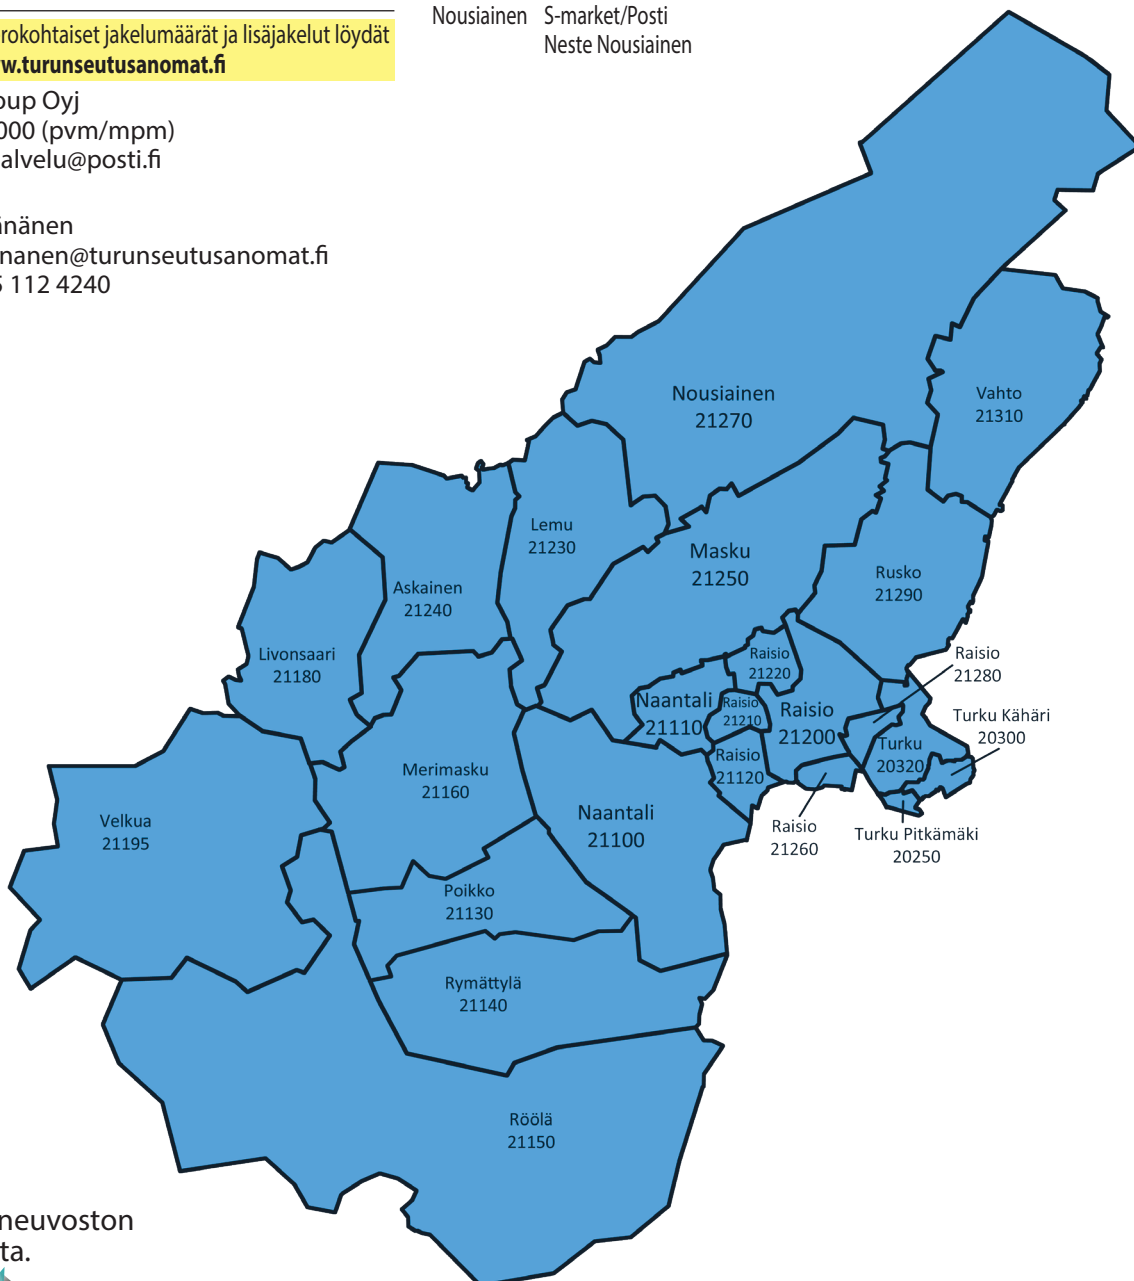 Nousiainen S-market/Posti
Neste Nousiainen
rokohtaiset jakelumäärät ja lisäjakelut löydät
w.turunseutusanomat.fi
oup Oyj
000 (pvm/mpm)
alvelu@posti.fi
änänen
nanen@turunseutusanomat.fi
5 112 4240
Nousiainen
21270
Vahto
21310
Lemu
21230
Masku
21250
Rusko
21290
Askainen
21240
Livonsaari
21180
Raisio
21220
Raisio
21280
Naantali
21110
Raisio
21210
Raisio
21200
Turku Kähäri
20300
Turku
20320
Raisio
21120
Merimasku
21160
Velkua
21195
Naantali
21100
Raisio
21260
Turku Pitkämäki
20250
Poikko
21130
Rymättylä
21140
Röölä
21150
neuvoston
ta.